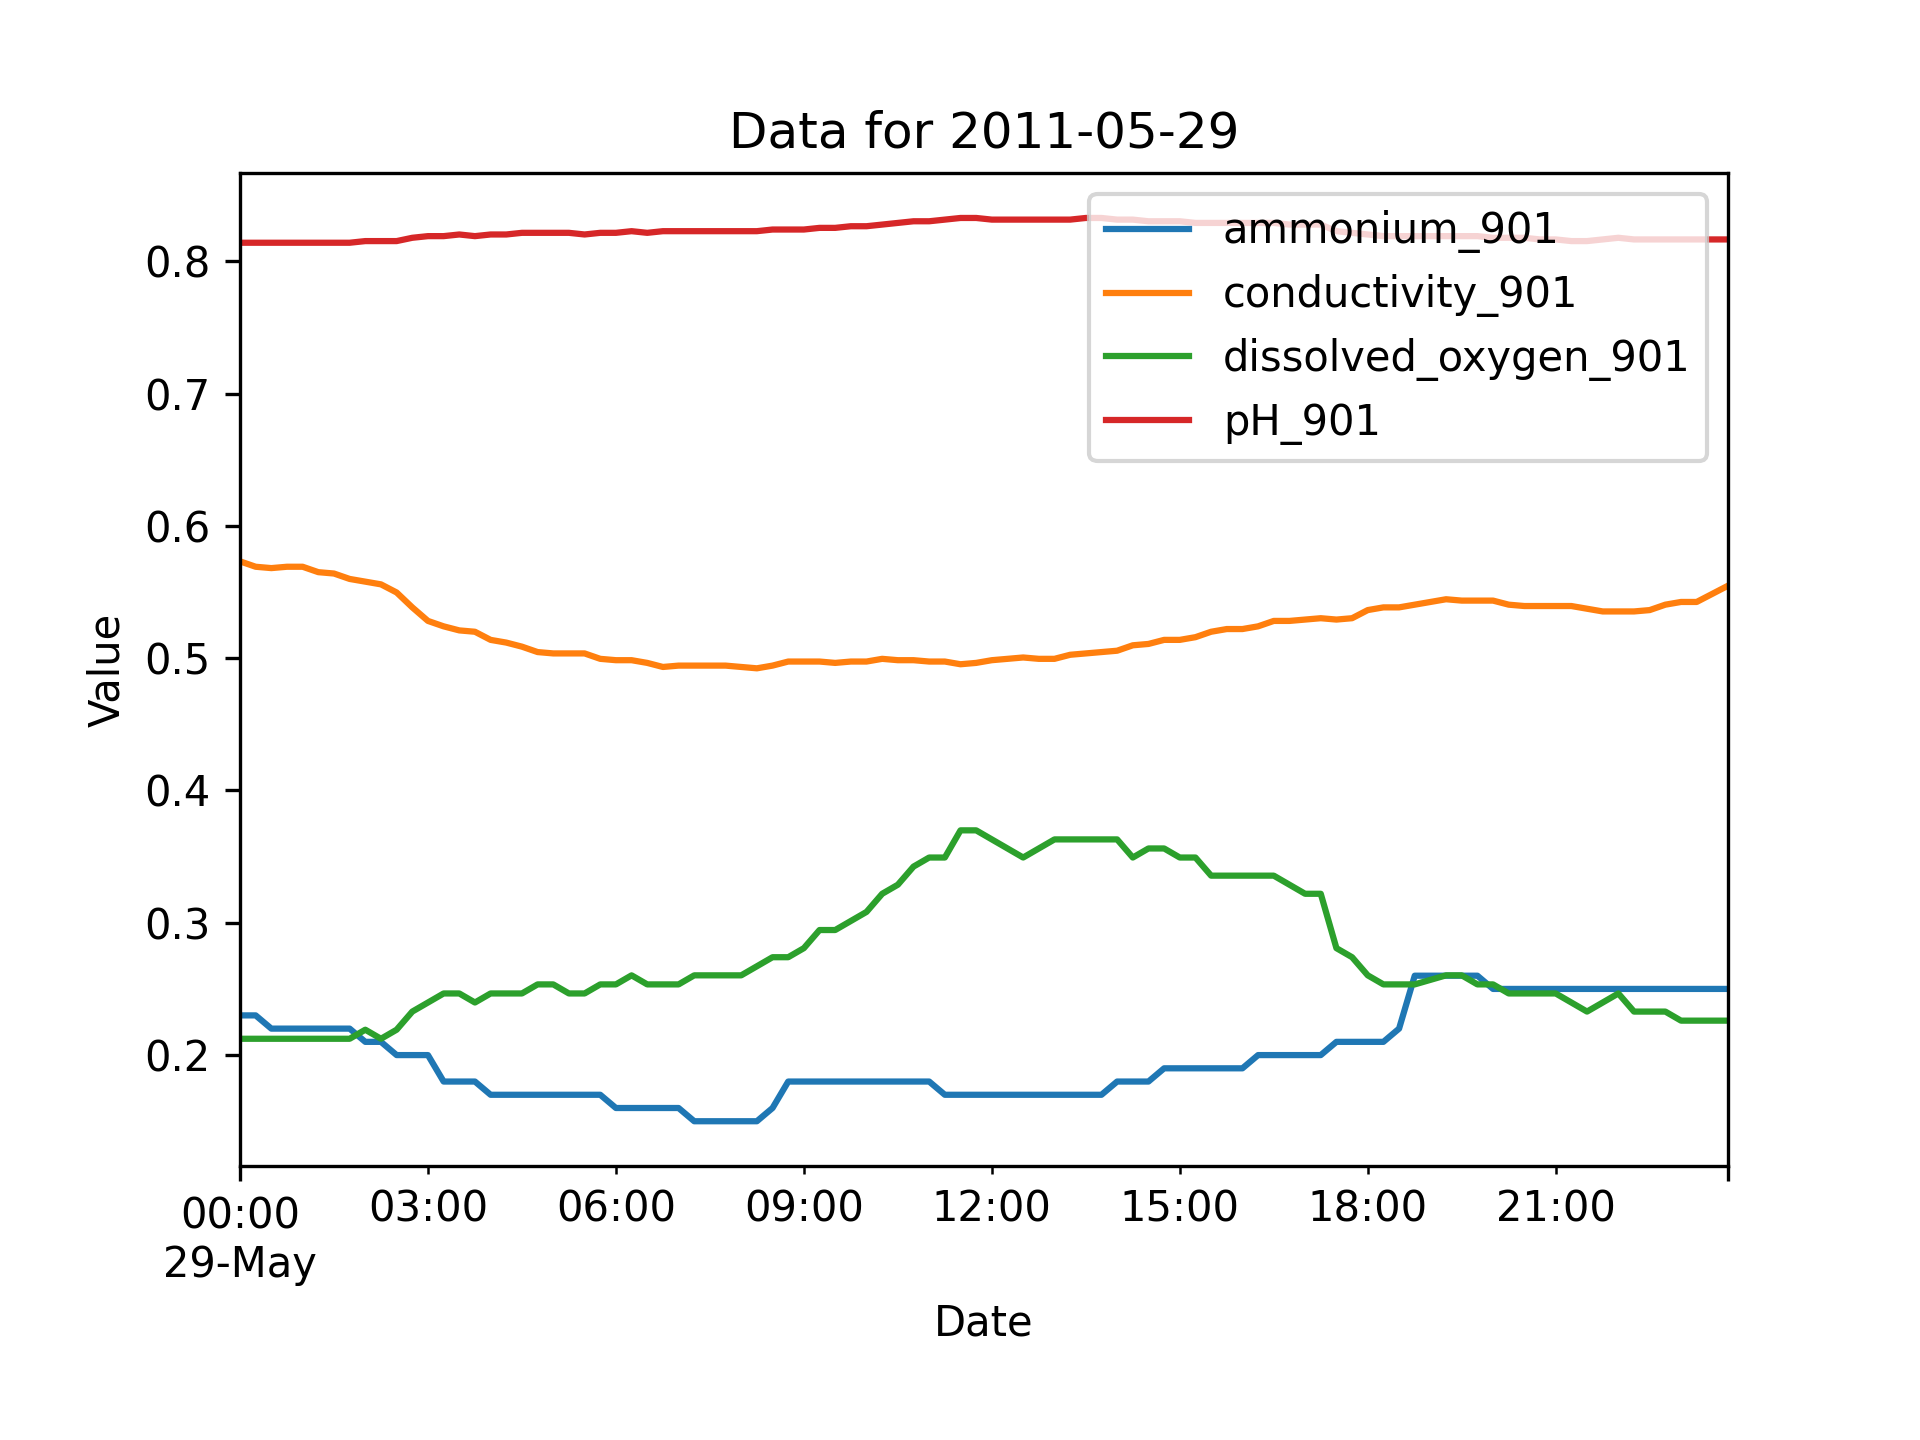 Data for 2011-05-29
ammonium_901
conductivity_901
dissolved_oxygen_901
pH_901
0.8
0.7
0.6
0.5
0.4
0.3
0.2
Value
00:00 03:00 06:00 09:00 12:00 15:00 18:00 21:00
29-May
Date